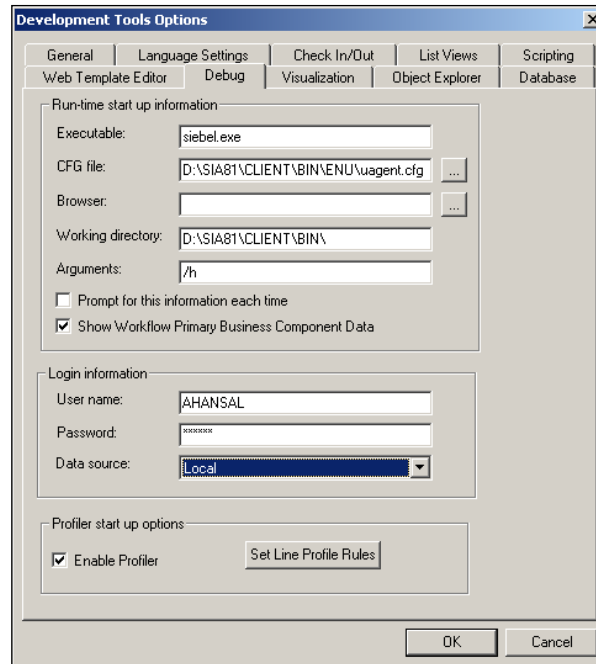 Development Tools Options
General Language Settings Check In/Out List Views Scripting
Web Template Editor Debug Visualization Object Explorer Database
Run-time start up information
Executable: siebel.exe
CFG file: D:\SIA81\CLIENT\BIN\ENU\uagent.cfg ...
Browser: ...
Working directory: D:\SIA81\CLIENT\BIN\
Arguments: /h
Prompt for this information each time
Show Workflow Primary Business Component Data
Login information
User name: AHANSAL
Password: ******
Data source: Local
Profiler start up options
Enable Profiler Set Line Profile Rules
OK Cancel